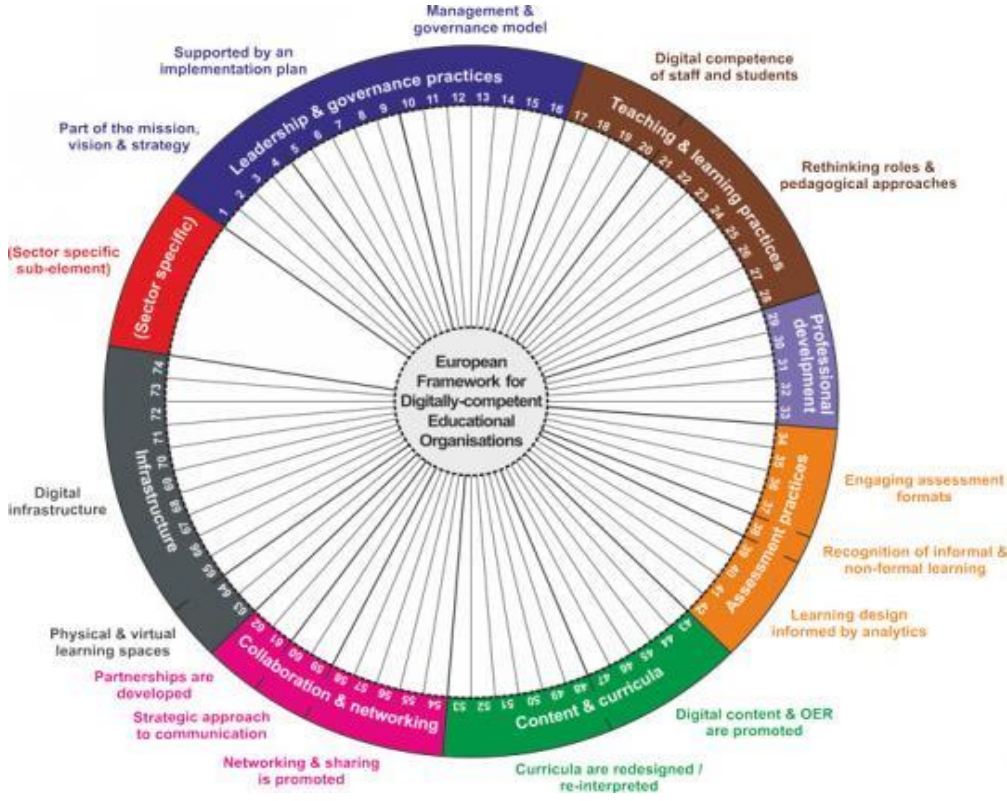 Management &
governance model
Supported by an
implementation plan
Part of the mission,
vision & strategy
Leadership & governance practices
1 2 3 4 5 6 7 8 9 10 11 12 13 14 15 16
Digital competence
of staff and students
Rethinking roles &
pedagogical approaches
Teaching & learning practices
17 18 19 20 21 22 23 24 25 26 27 28
Professional
develpment
29 30 31 32 33
Engaging assessment
formats
Recognition of informal &
non-formal learning
Learning design
informed by analytics
Assessment practices
34 35 36 37 38 39 40 41 42
Digital content & OER
are promoted
Curricula are redesigned /
re-interpreted
Content & curricula
43 44 45 46 47 48 49 50 51 52 53
Networking & sharing
is promoted
Strategic approach
to communication
Partnerships are
developed
Collaboration & networking
54 55 56 57 58 59 60 61 62
Physical & virtual
learning spaces
Digital
infrastructure
Infrastructure
63 64 65 66 67 68 69 70 71 72 73 74
(Sector specific
sub-element)
(Sector specific)
European
Framework for
Digitally-competent
Educational
Organisations